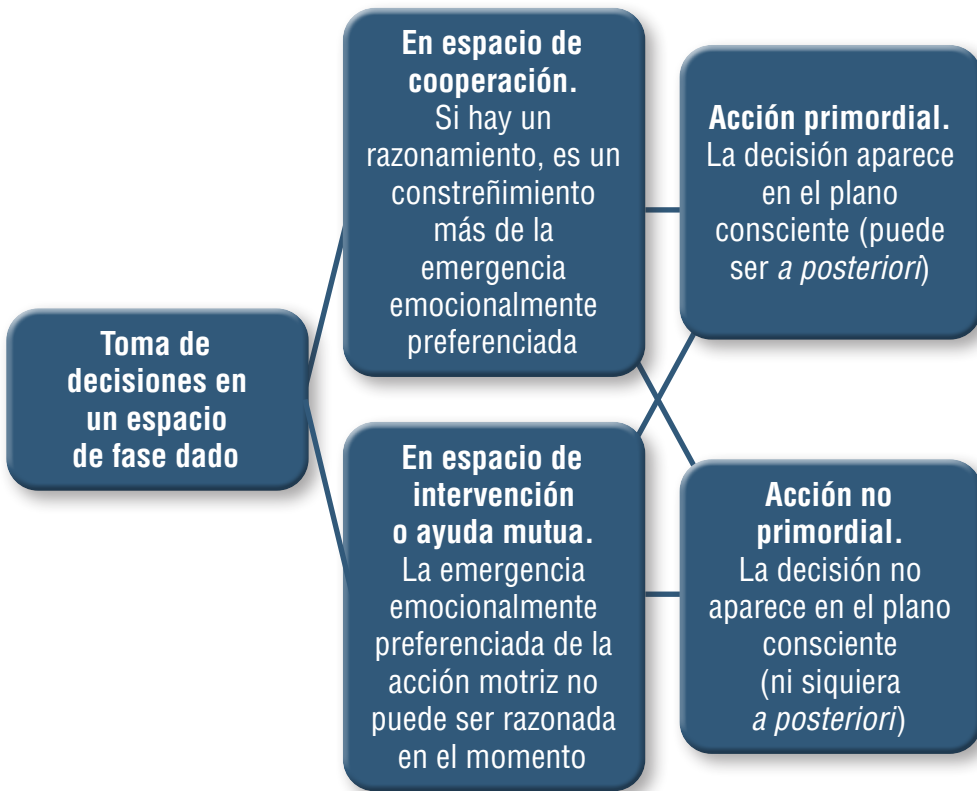 Toma de
decisiones en
un espacio
de fase dado
En espacio de
cooperación.
Si hay un
razonamiento, es un
constreñimiento
más de la
emergencia
emocionalmente
preferenciada
En espacio de
intervención
o ayuda mutua.
La emergencia
emocionalmente
preferenciada de la
acción motriz no
puede ser razonada
en el momento
Acción primordial.
La decisión aparece
en el plano
consciente (puede
ser a posteriori)
Acción no
primordial.
La decisión no
aparece en el plano
consciente
(ni siquiera
a posteriori)